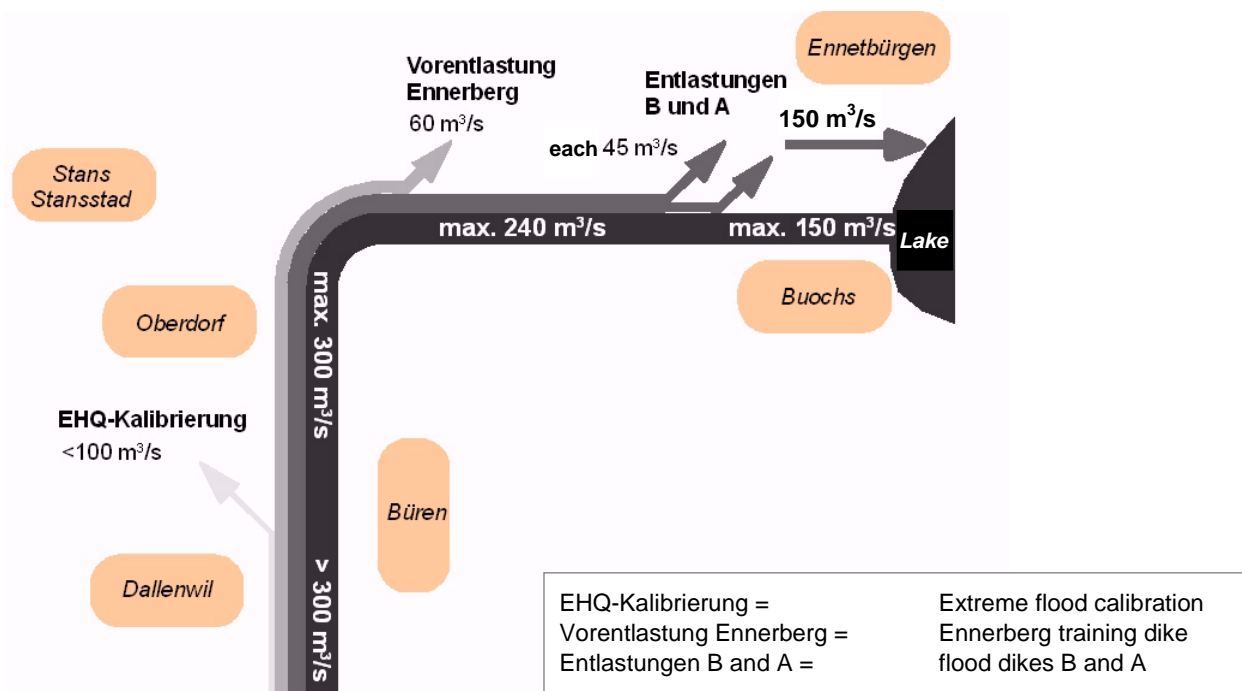 Ennetbürgen
Vorentlastung
Ennerberg
60 m³/s
Entlastungen
B und A
each 45 m³/s
150 m³/s
Stans
Stansstad
max. 240 m³/s
max. 150 m³/s
Lake
Buochs
Oberdorf
max. 300 m³/s
EHQ-Kalibrierung
<100 m³/s
Büren
Dallenwil
> 300 m³/s
EHQ-Kalibrierung = Extreme flood calibration
Vorentlastung Ennerberg = Ennerberg training dike
Entlastungen B and A = flood dikes B and A